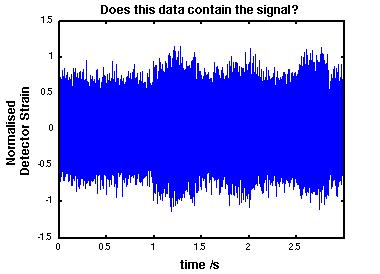 Does this data contain the signal?
1.5
1
0.5
0
-0.5
-1
-1.5
Normalised
Detector Strain
0 0.5 1 1.5 2 2.5
time /s